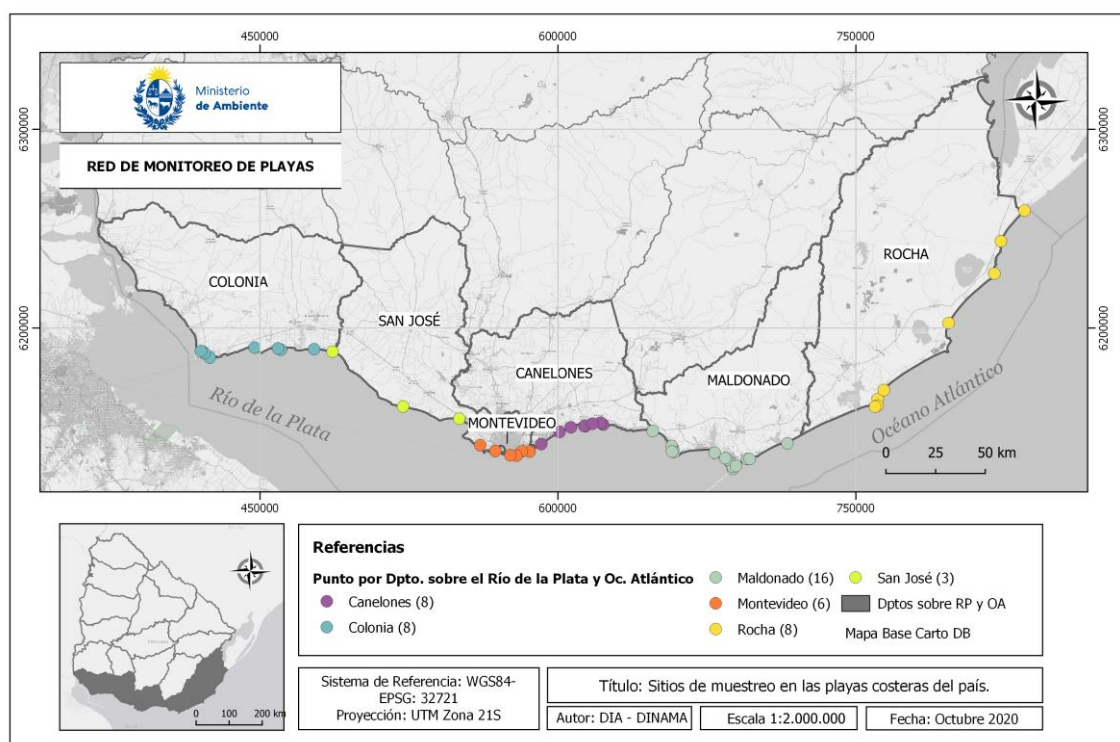 450000
600000
750000
6300000
6300000
Ministerio
de Ambiente
RED DE MONITOREO DE PLAYAS
ROCHA
COLONIA
SAN JOSÉ
6200000
6200000
CANELONES
MALDONADO
MONTEVIDEO
Río de la Plata
Océano Atlántico
0 25 50 km
450000
600000
750000
Referencias
Punto por Dpto. sobre el Río de la Plata y Oc. Atlántico
Canelones (8)
Colonia (8)
Maldonado (16)
Montevideo (6)
Rocha (8)
San José (3)
Dptos sobre RP y OA
Mapa Base Carto DB
0 100 200 km
Sistema de Referencia: WGS84-
EPSG: 32721
Proyección: UTM Zona 21S
Título: Sitios de muestreo en las playas costeras del país.
Autor: DIA - DINAMA
Escala 1:2.000.000
Fecha: Octubre 2020